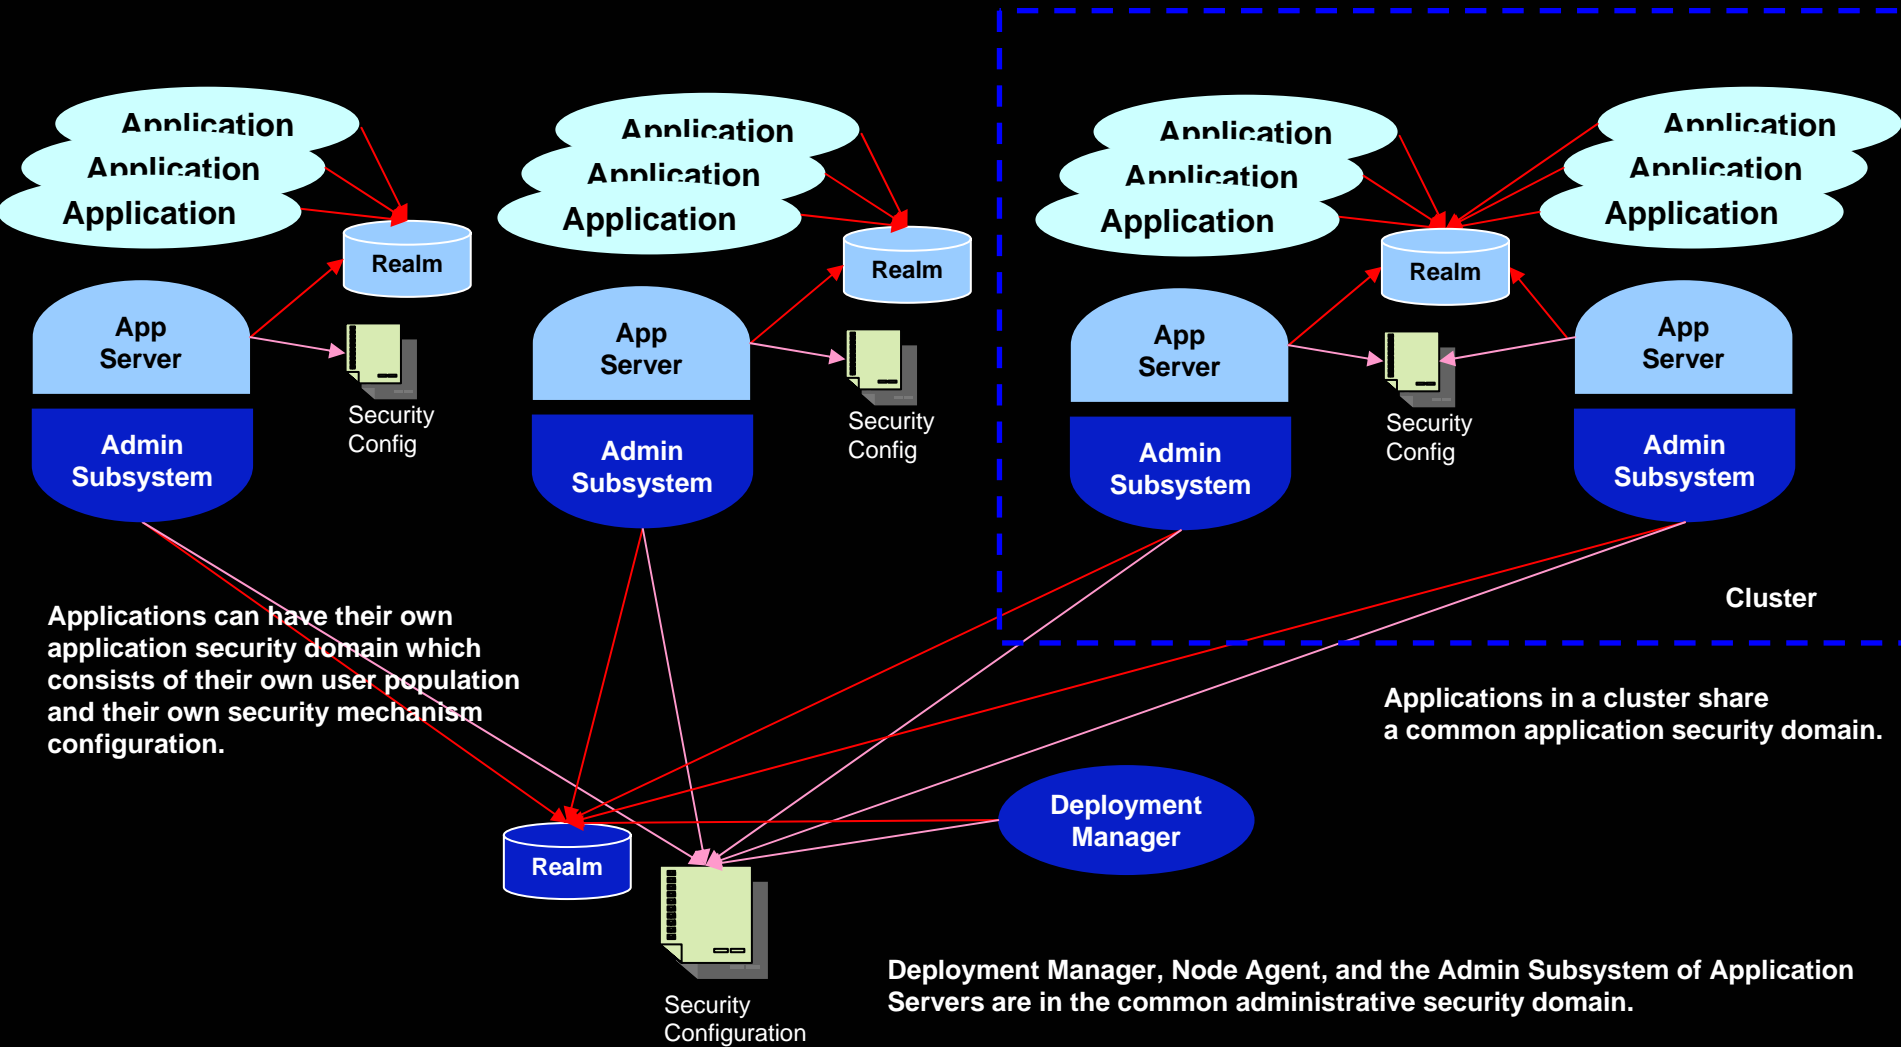 Application
Application
Application
Realm
App
Server
Security
Config
Admin
Subsystem
Application
Application
Application
Realm
App
Server
Security
Config
Admin
Subsystem
Application
Application
Application
Realm
App
Server
Security
Config
Admin
Subsystem
Application
Application
Application
App
Server
Admin
Subsystem
Cluster
Applications can have their own
application security domain which
consists of their own user population
and their own security mechanism
configuration.
Applications in a cluster share
a common application security domain.
Deployment
Manager
Realm
Security
Configuration
Deployment Manager, Node Agent, and the Admin Subsystem of Application
Servers are in the common administrative security domain.